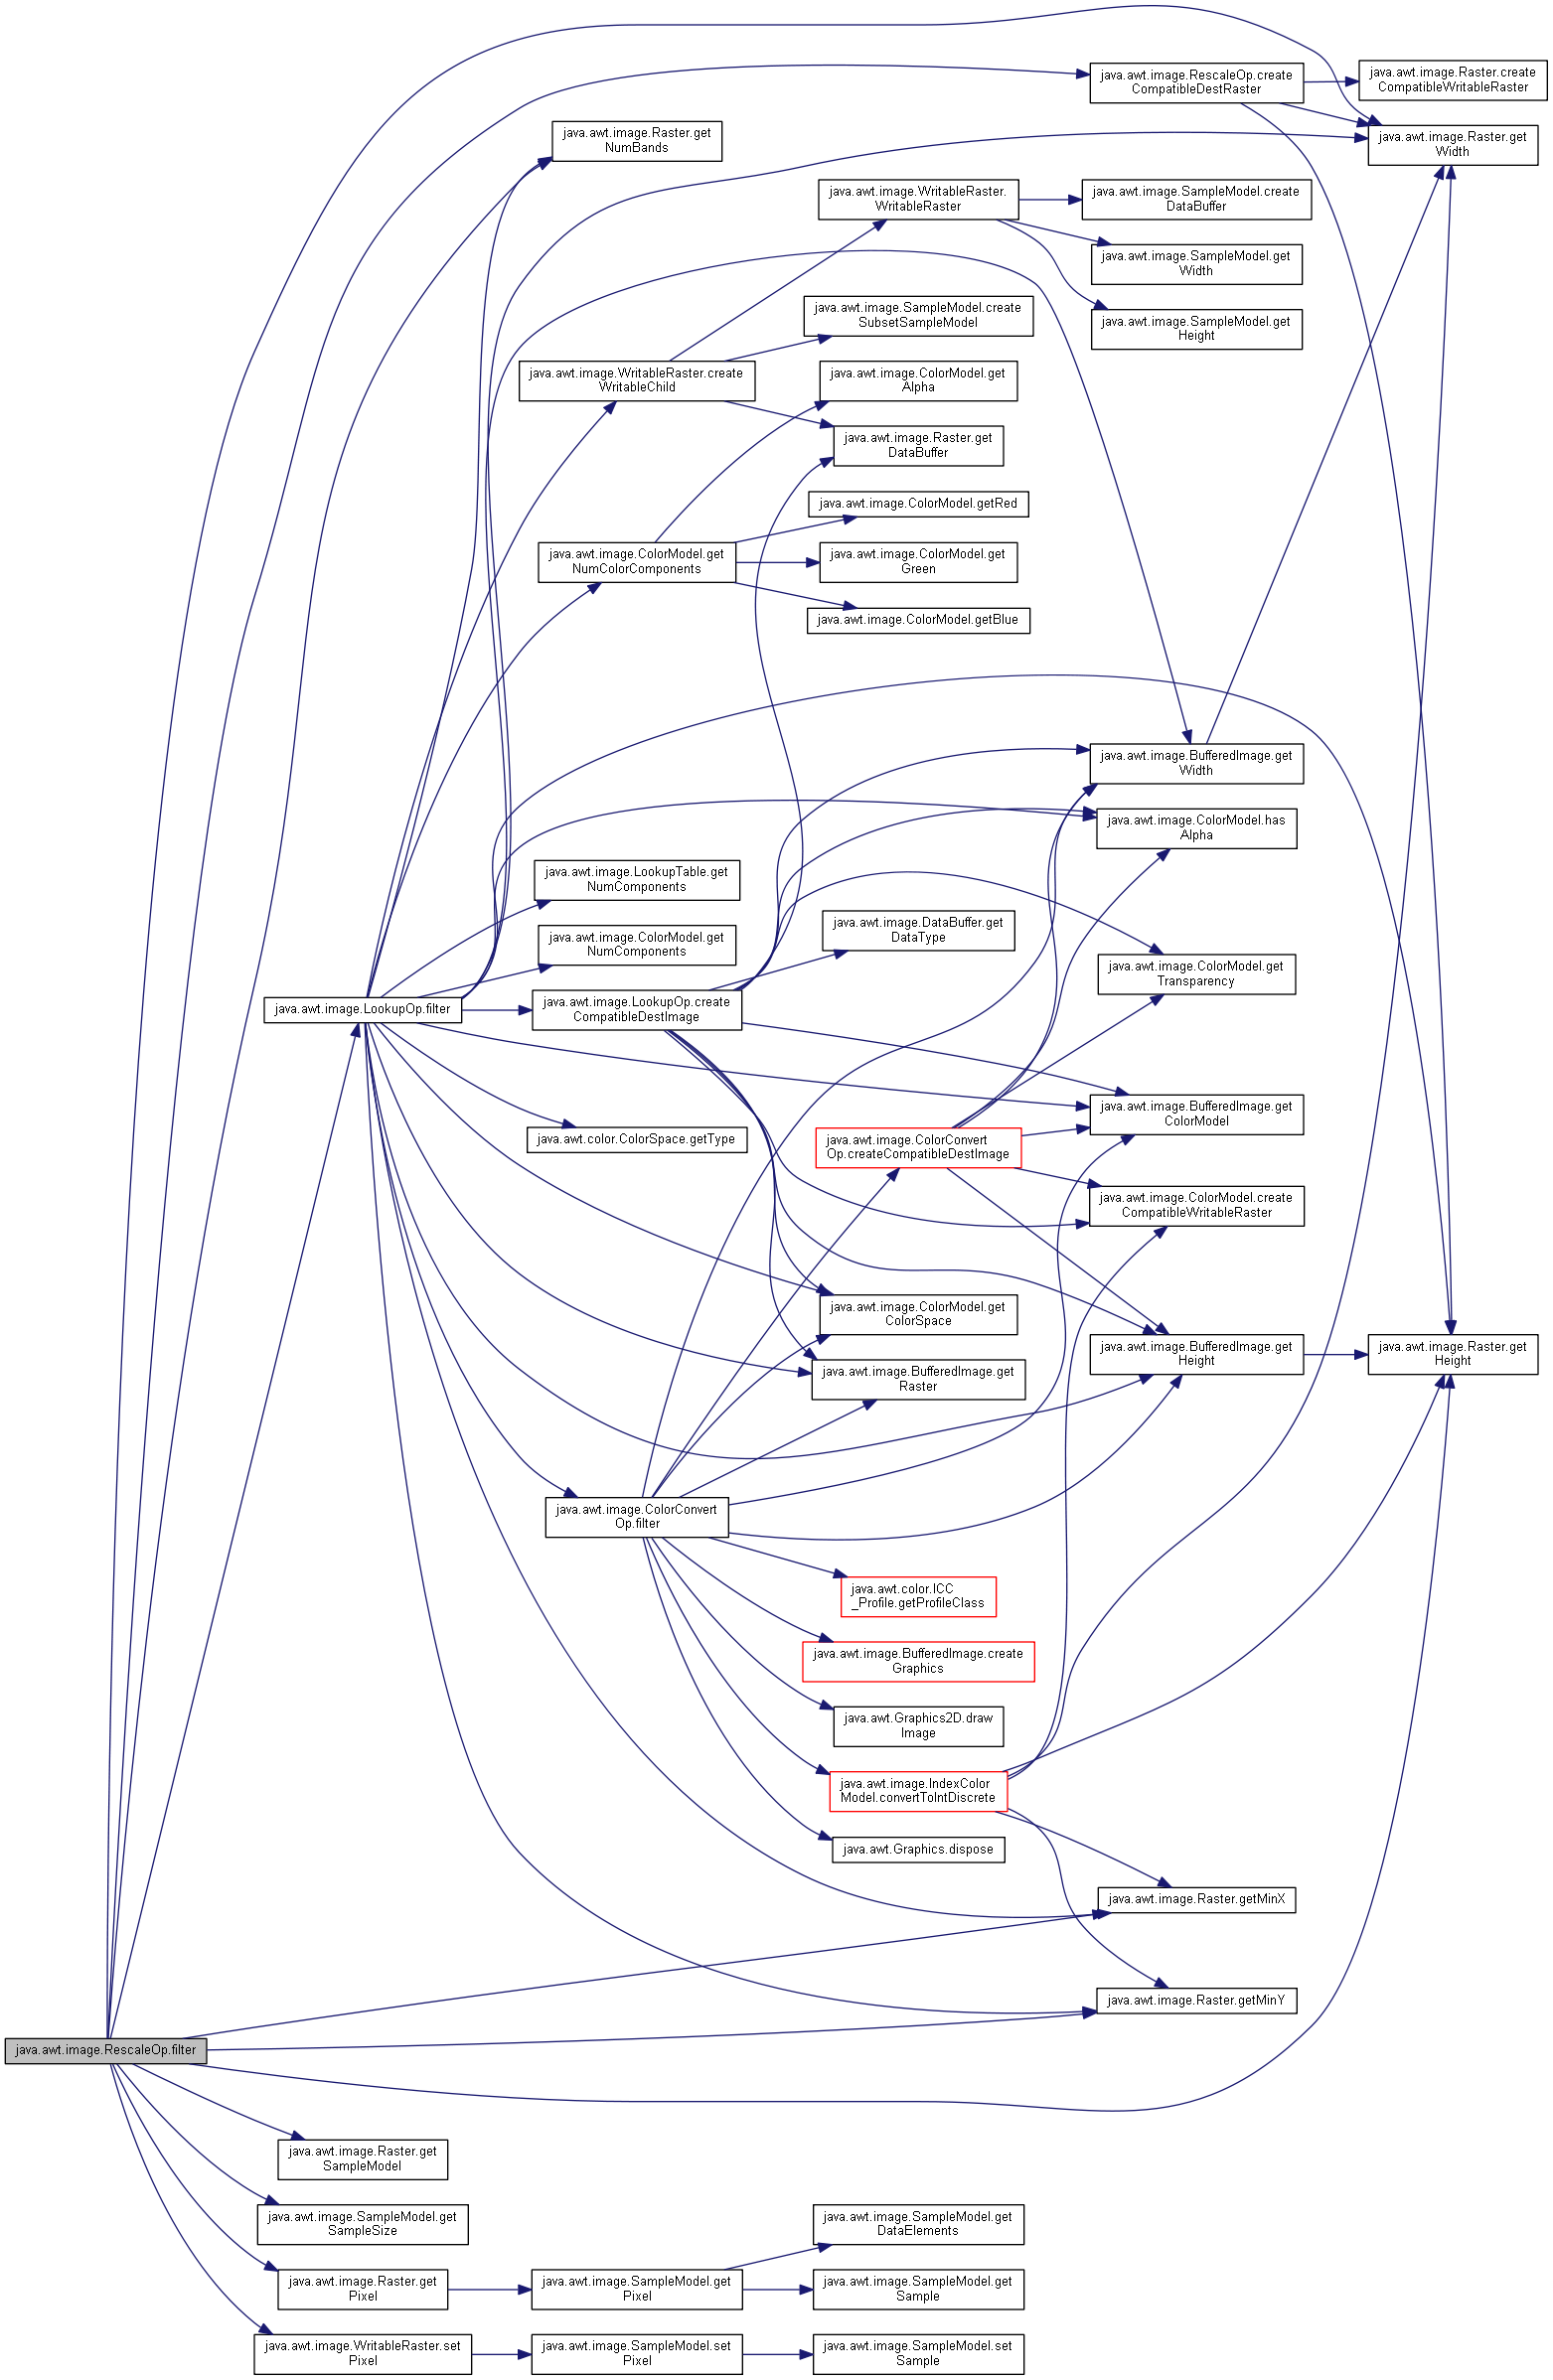 java.awt.image.RescaleOp.create
CompatibleDestRaster
java.awt.image.Raster.create
CompatibleWritableRaster
java.awt.image.Raster.get
NumBands
java.awt.image.Raster.get
Width
java.awt.image.WritableRaster.
WritableRaster
java.awt.image.SampleModel.create
DataBuffer
java.awt.image.SampleModel.get
Width
java.awt.image.SampleModel.create
SubsetSampleModel
java.awt.image.SampleModel.get
Height
java.awt.image.WritableRaster.create
WritableChild
java.awt.image.ColorModel.get
Alpha
java.awt.image.Raster.get
DataBuffer
java.awt.image.ColorModel.getRed
java.awt.image.ColorModel.get
NumColorComponents
java.awt.image.ColorModel.get
Green
java.awt.image.ColorModel.getBlue
java.awt.image.BufferedImage.get
Width
java.awt.image.ColorModel.has
Alpha
java.awt.image.LookupTable.get
NumComponents
java.awt.image.DataBuffer.get
DataType
java.awt.image.ColorModel.get
NumComponents
java.awt.image.ColorModel.get
Transparency
java.awt.image.LookupOp.filter
java.awt.image.LookupOp.create
CompatibleDestImage
java.awt.image.BufferedImage.get
ColorModel
java.awt.color.ColorSpace.getType
java.awt.image.ColorConvert
Op.createCompatibleDestImage
java.awt.image.ColorModel.create
CompatibleWritableRaster
java.awt.image.ColorModel.get
ColorSpace
java.awt.image.BufferedImage.get
Height
java.awt.image.Raster.get
Height
java.awt.image.BufferedImage.get
Raster
java.awt.image.ColorConvert
Op.filter
java.awt.color.ICC
_Profile.getProfileClass
java.awt.image.BufferedImage.create
Graphics
java.awt.Graphics2D.draw
Image
java.awt.image.IndexColor
Model.convertToIntDiscrete
java.awt.Graphics.dispose
java.awt.image.Raster.getMinX
java.awt.image.Raster.getMinY
java.awt.image.RescaleOp.filter
java.awt.image.Raster.get
SampleModel
java.awt.image.SampleModel.get
SampleSize
java.awt.image.SampleModel.get
DataElements
java.awt.image.Raster.get
Pixel
java.awt.image.SampleModel.get
Pixel
java.awt.image.SampleModel.get
Sample
java.awt.image.WritableRaster.set
Pixel
java.awt.image.SampleModel.set
Pixel
java.awt.image.SampleModel.set
Sample